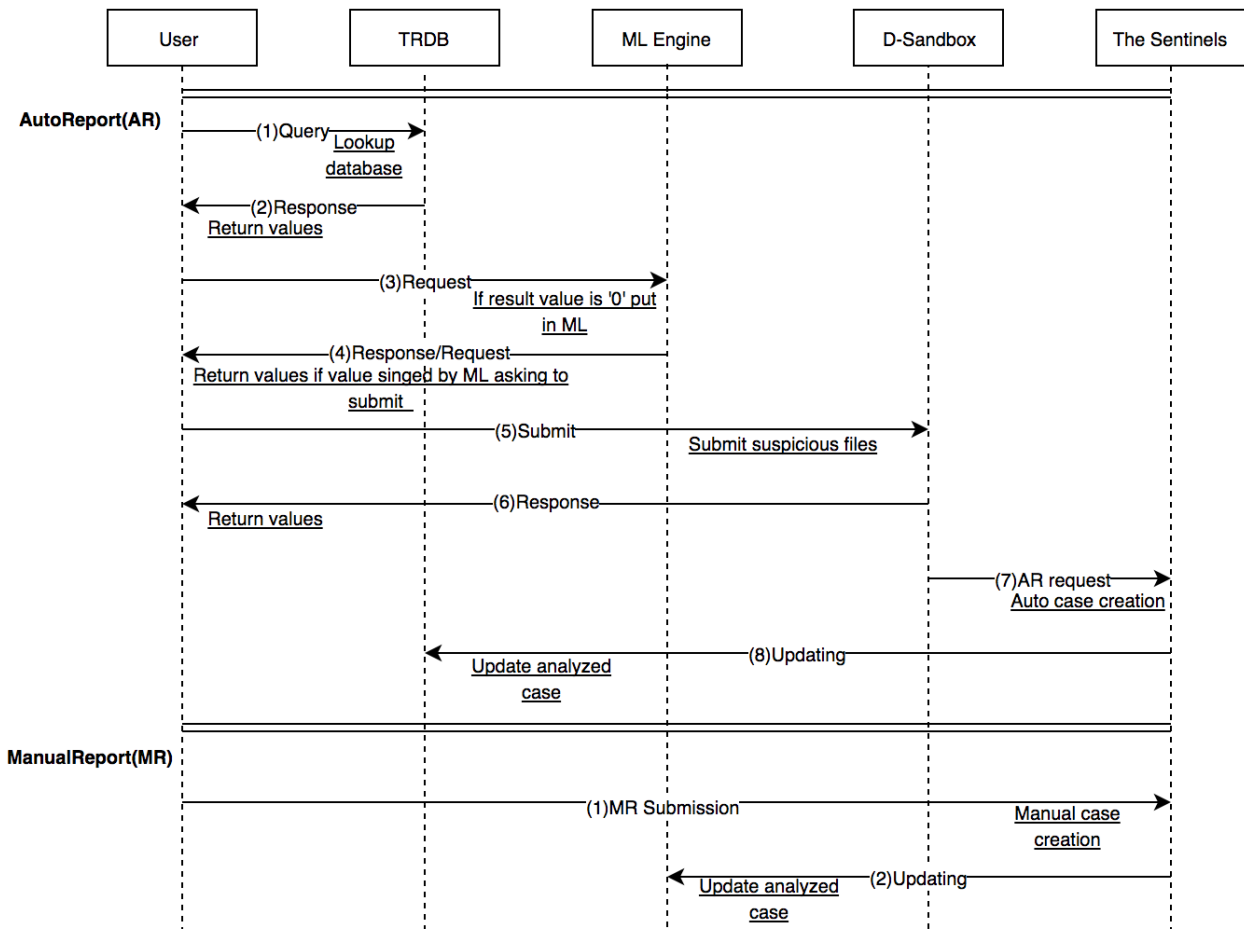 User
TRDB
ML Engine
D-Sandbox
The Sentinels
AutoReport(AR)
(1)Query
Lookup
database
(2)Response
Return values
(3)Request
If result value is '0' put
in ML
(4)Response/Request
Return values if value singed by ML asking to
submit
(5)Submit
Submit suspicious files
(6)Response
Return values
(7)AR request
Auto case creation
(8)Updating
Update analyzed
case
ManualReport(MR)
(1)MR Submission
Manual case
creation
(2)Updating
Update analyzed
case